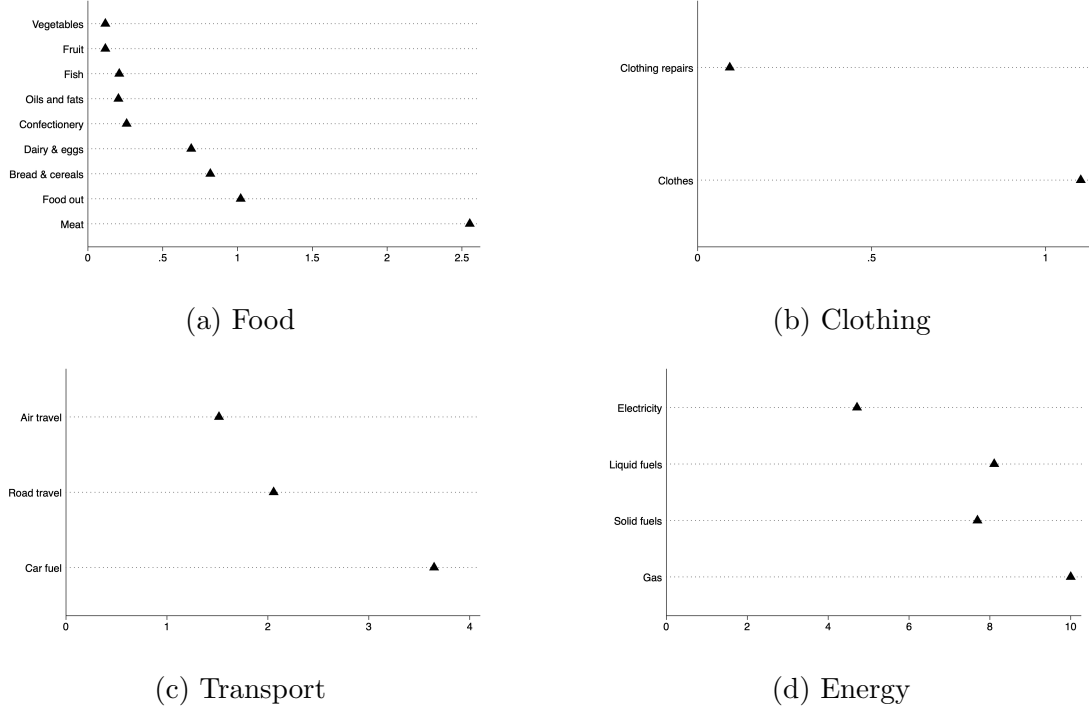 Vegetables
Fruit
Fish
Oils and fats
Confectionery
Dairy & eggs
Bread & cereals
Food out
Meat
0 .5 1 1.5 2 2.5
(a) Food
Clothing repairs
Clothes
0 .5 1
(b) Clothing
Air travel
Road travel
Car fuel
0 1 2 3 4
(c) Transport
Electricity
Liquid fuels
Solid fuels
Gas
0 2 4 6 8 10
(d) Energy